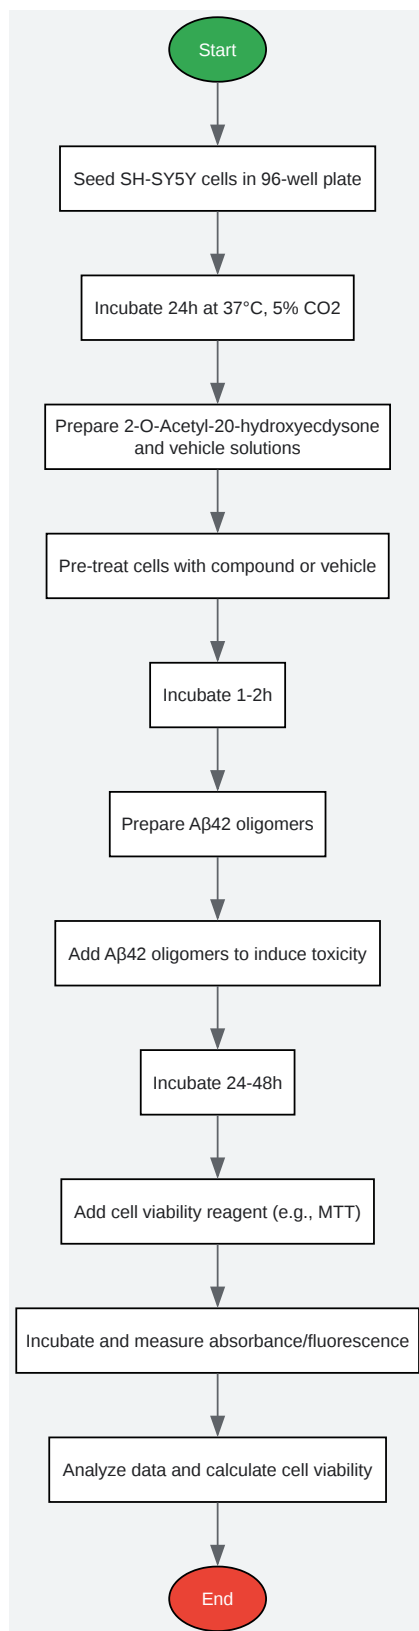 Start
Seed SH-SY5Y cells in 96-well plate
Incubate 24h at 37°C, 5% CO2
Prepare 2-O-Acetyl-20-hydroxyecdysone
and vehicle solutions
Pre-treat cells with compound or vehicle
Incubate 1-2h
Prepare Aβ42 oligomers
Add Aβ42 oligomers to induce toxicity
Incubate 24-48h
Add cell viability reagent (e.g., MTT)
Incubate and measure absorbance/fluorescence
Analyze data and calculate cell viability
End